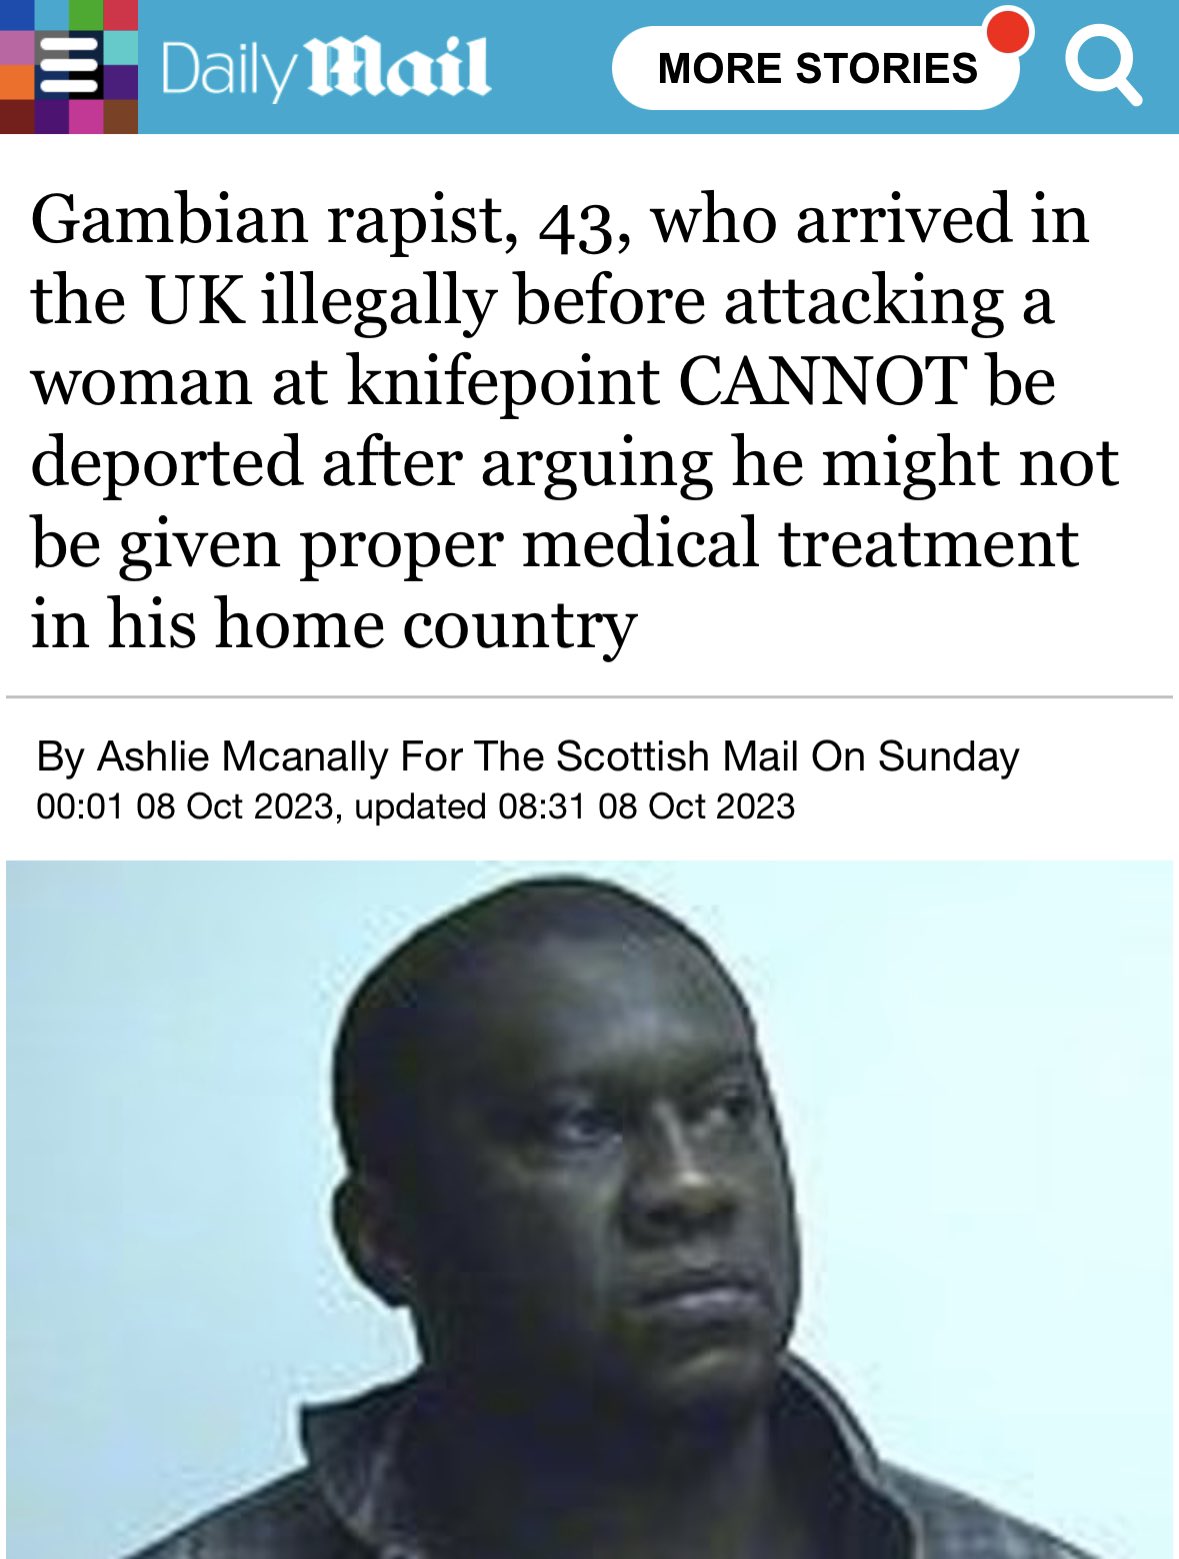 Daily Mail
MORE STORIES
Gambian rapist, 43, who arrived in
the UK illegally before attacking a
woman at knifepoint CANNOT be
deported after arguing he might not
be given proper medical treatment
in his home country
By Ashlie Mcanally For The Scottish Mail On Sunday
00:01 08 Oct 2023, updated 08:31 08 Oct 2023